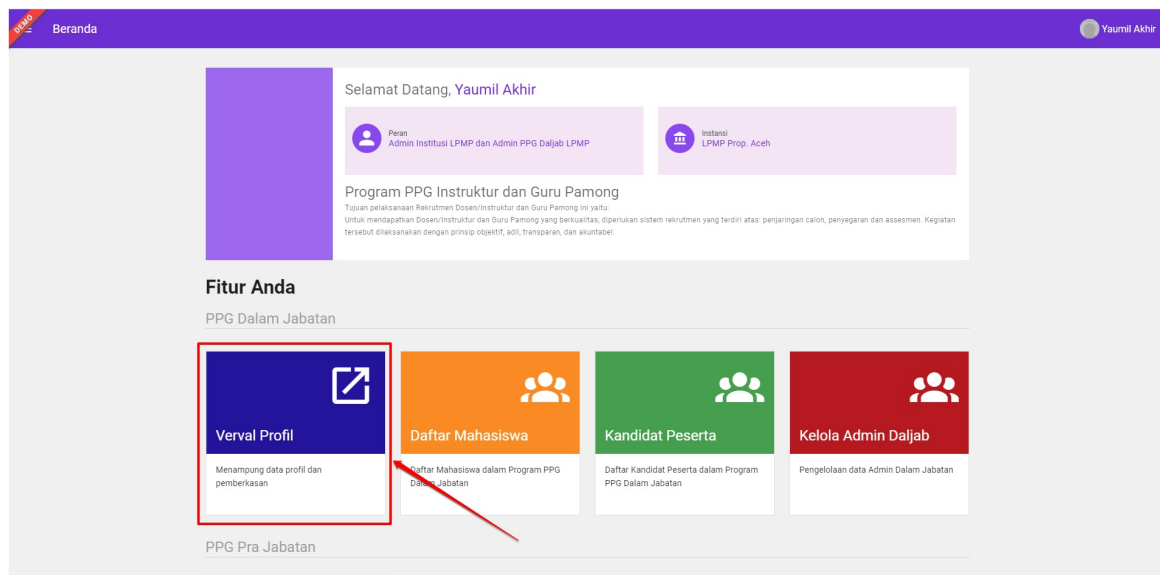 DEMO
Beranda
Yaumil Akhir
Selamat Datang, Yaumil Akhir
Peran
Admin Institusi LPMP dan Admin PPG Daljab LPMP
Instansi
LPMP Prop. Aceh
Program PPG Instruktur dan Guru Pamong
Tujuan pelaksanaan Rekrutmen Dosen/Instruktur dan Guru Pamong ini yaitu:
Untuk mendapatkan Dosen/Instruktur dan Guru Pamong yang berkualitas, diperlukan sistem rekrutmen yang terdiri atas: penjaringan calon, penyegaran dan assesmen. Kegiatan
tersebut dilaksanakan dengan prinsip objektif, adil, transparan, dan akuntabel.
Fitur Anda
PPG Dalam Jabatan
Verval Profil
Menampung data profil dan
pemberkasan
Daftar Mahasiswa
Daftar Mahasiswa dalam Program PPG
Dalam Jabatan
Kandidat Peserta
Daftar Kandidat Peserta dalam Program
PPG Dalam Jabatan
Kelola Admin Daljab
Pengelolaan data Admin Dalam Jabatan
PPG Pra Jabatan